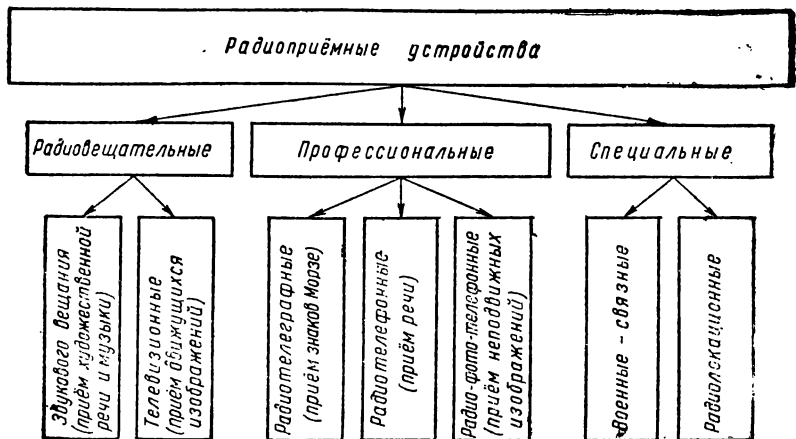 Радиоприёмные устройства
Радиовещательные
Профессиональные
Специальные
Звукового вещания
(приём художественной
речи и музыки)
Телевизионные
(приём движущихся
изображений)
Радиотелеграфные
(приём знаков Морзе)
Радиотелефонные
(приём речи)
Радио-фото-телефонные
(приём неподвижных
изображений)
Военные - связные
Радиолокационные